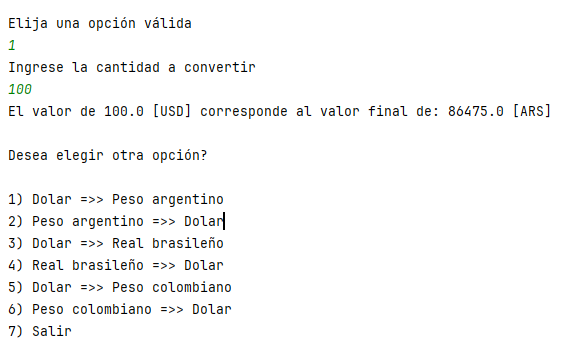 Elija una opción válida
1
Ingrese la cantidad a convertir
100
El valor de 100.0 [USD] corresponde al valor final de: 86475.0 [ARS]
Desea elegir otra opción?
1) Dolar =>> Peso argentino
2) Peso argentino =>> Dolar
3) Dolar =>> Real brasileño
4) Real brasileño =>> Dolar
5) Dolar =>> Peso colombiano
6) Peso colombiano =>> Dolar
7) Salir